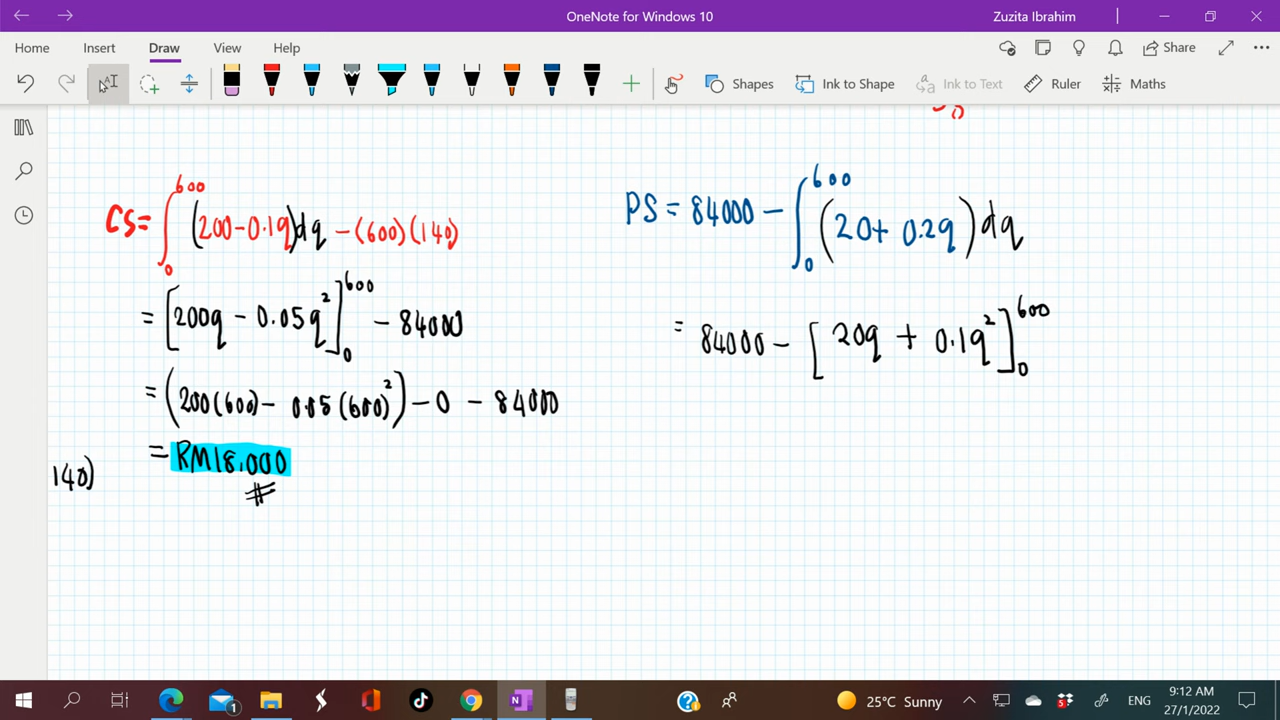 OneNote for Windows 10
Zuzita Ibrahim
Home Insert Draw View Help
Share
Shapes
Ink to Shape
Ink to Text
Ruler
Maths
CS = ∫₀⁶⁰⁰ (200 - 0.1q) dq - (600)(140)
= [200q - 0.05q²]₀⁶⁰⁰ - 84000
= (200(600) - 0.05(600)²) - 0 - 84000
= RM18,000
140)
PS = 84000 - ∫₀⁶⁰⁰ (20 + 0.2q) dq
= 84000 - [20q + 0.1q²]₀⁶⁰⁰
25°C Sunny
ENG
9:12 AM
27/1/2022